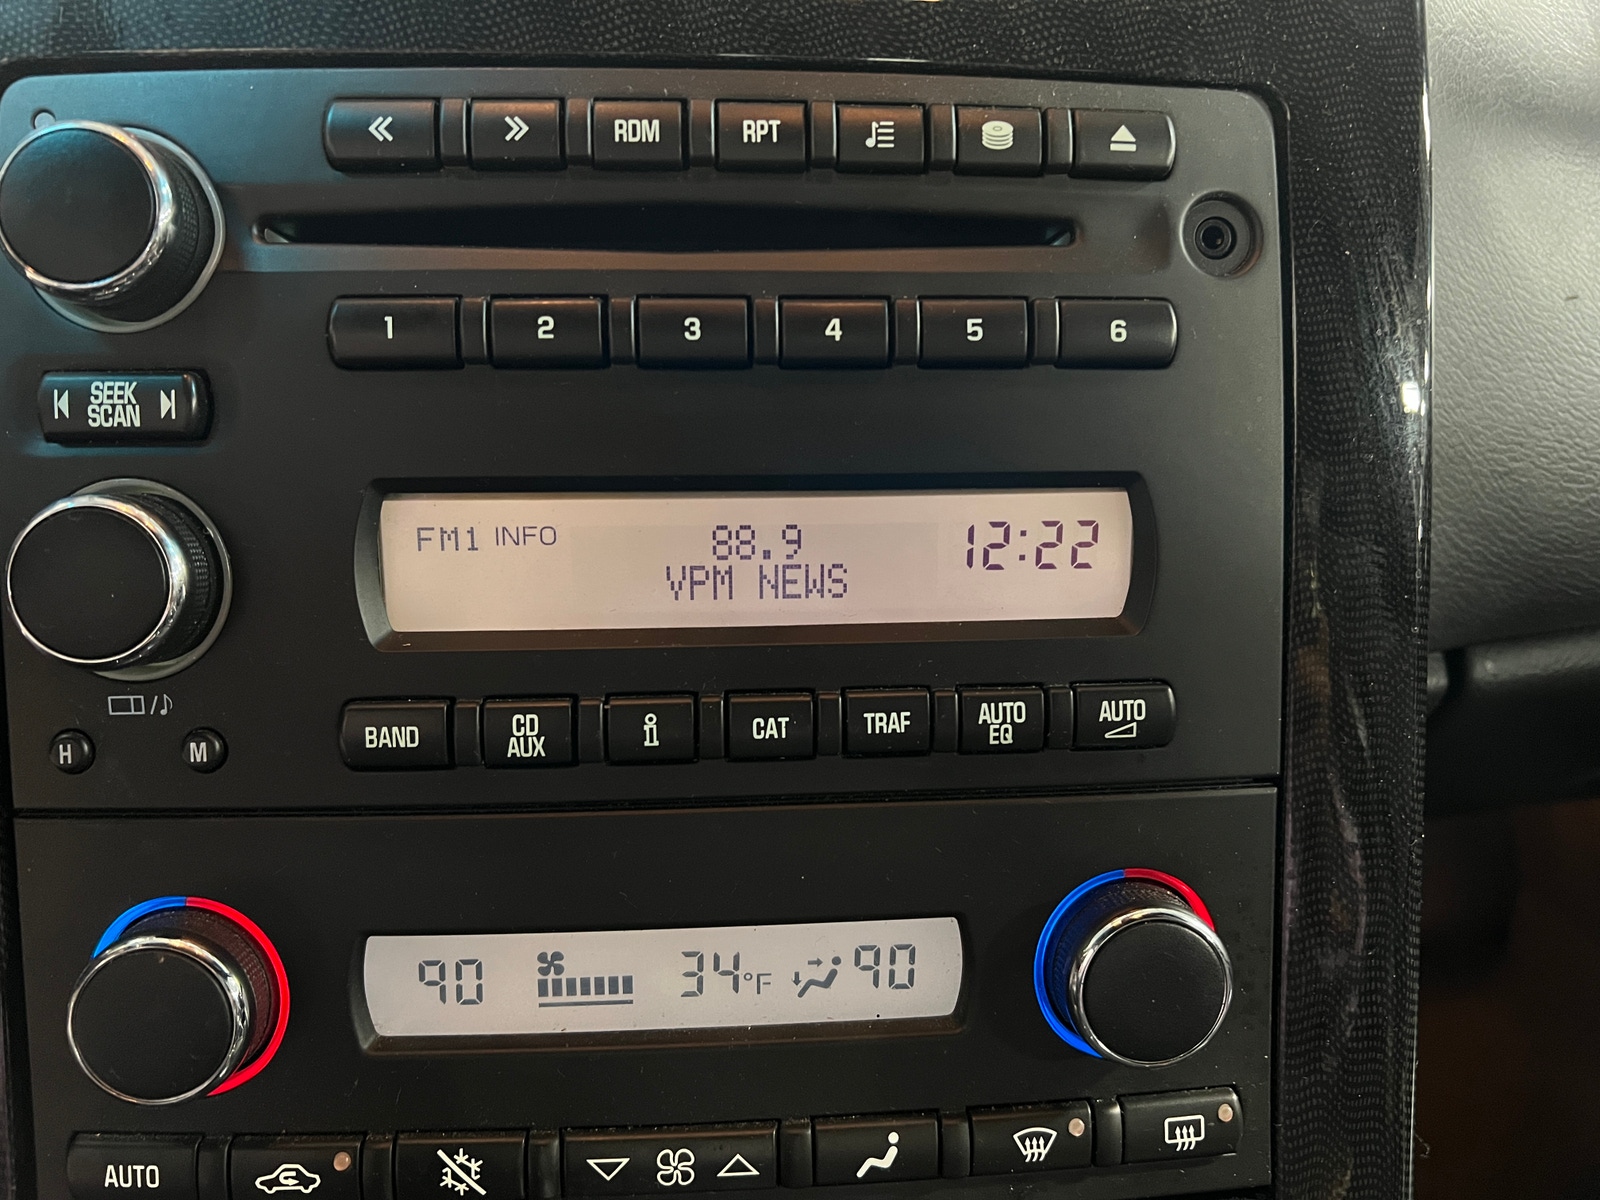 RDM RPT
1 2 3 4 5 6
SEEK
SCAN
FM1 INFO 88.9 12:22
VPM NEWS
H M
BAND CD AUX i CAT TRAF AUTO EQ AUTO
90 34°F 90
AUTO